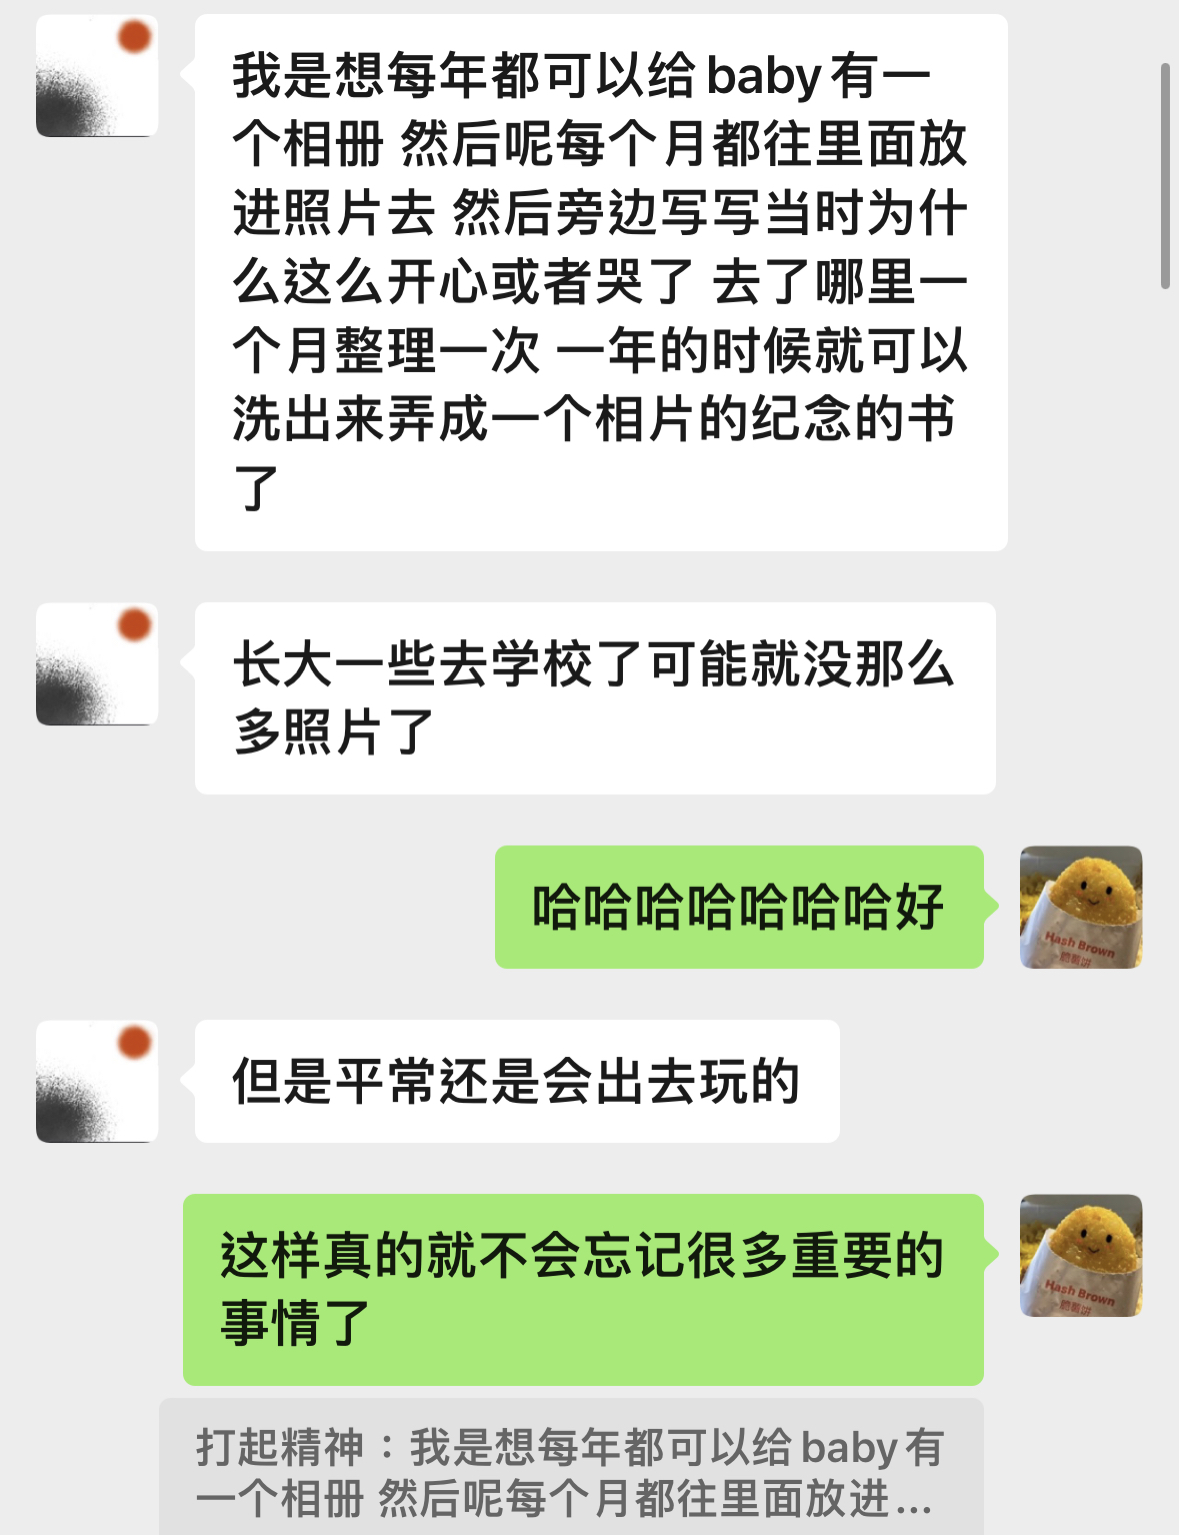 我是想每年都可以给baby有一
个相册 然后呢每个月都往里面放
进照片去 然后旁边写写当时为什
么这么开心或者哭了 去了哪里一
个月整理一次 一年的时候就可以
洗出来弄成一个相片的纪念的书
了
长大一些去学校了可能就没那么
多照片了
哈哈哈哈哈哈哈好
Hash Brown
脆薯饼
但是平常还是会出去玩的
这样真的就不会忘记很多重要的
事情了
Hash Brown
脆薯饼
打起精神：我是想每年都可以给baby有
一个相册 然后呢每个月都往里面放进...